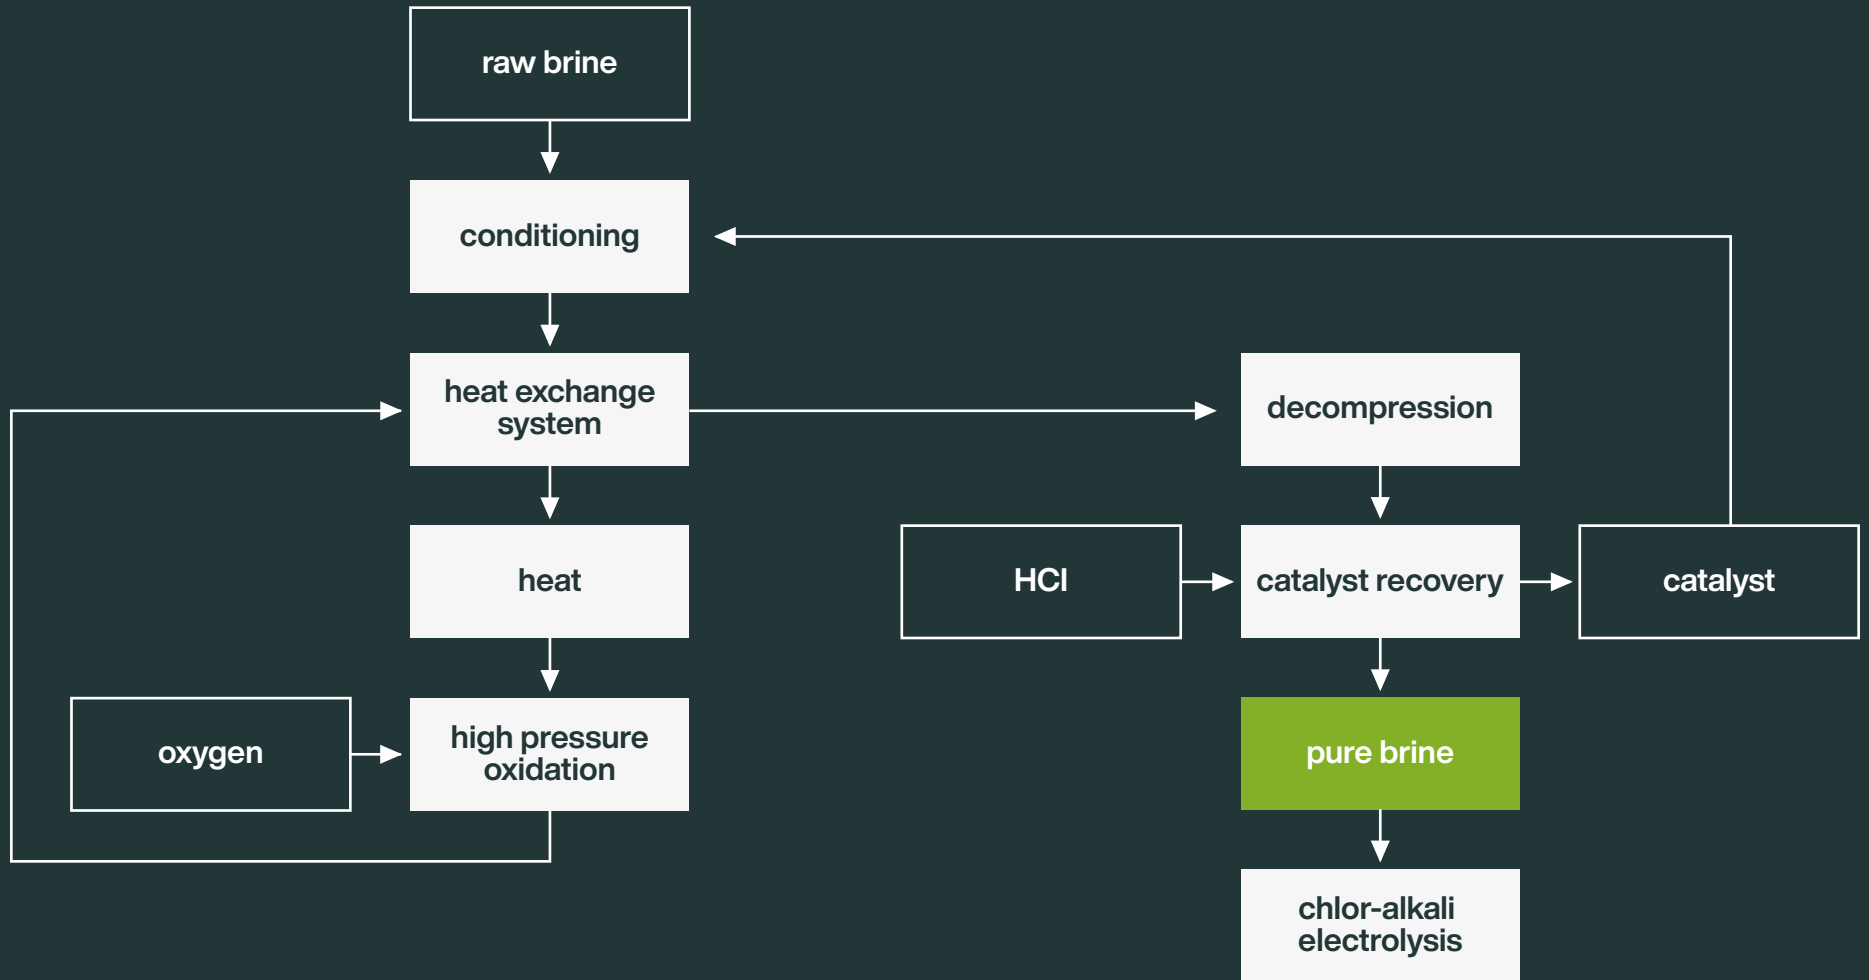 raw brine
conditioning
heat exchange
system
decompression
heat
HCl
catalyst recovery
catalyst
oxygen
high pressure
oxidation
pure brine
chlor-alkali
electrolysis